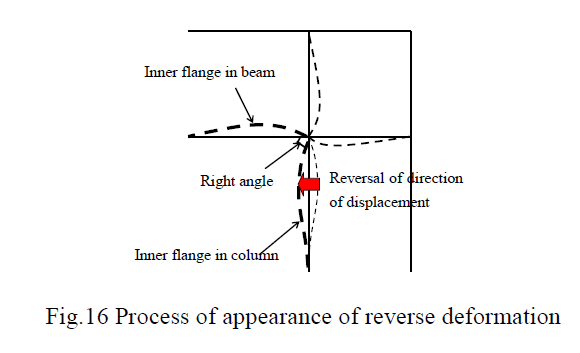 Inner flange in beam
Right angle
Reversal of direction
of displacement
Inner flange in column
Fig.16 Process of appearance of reverse deformation